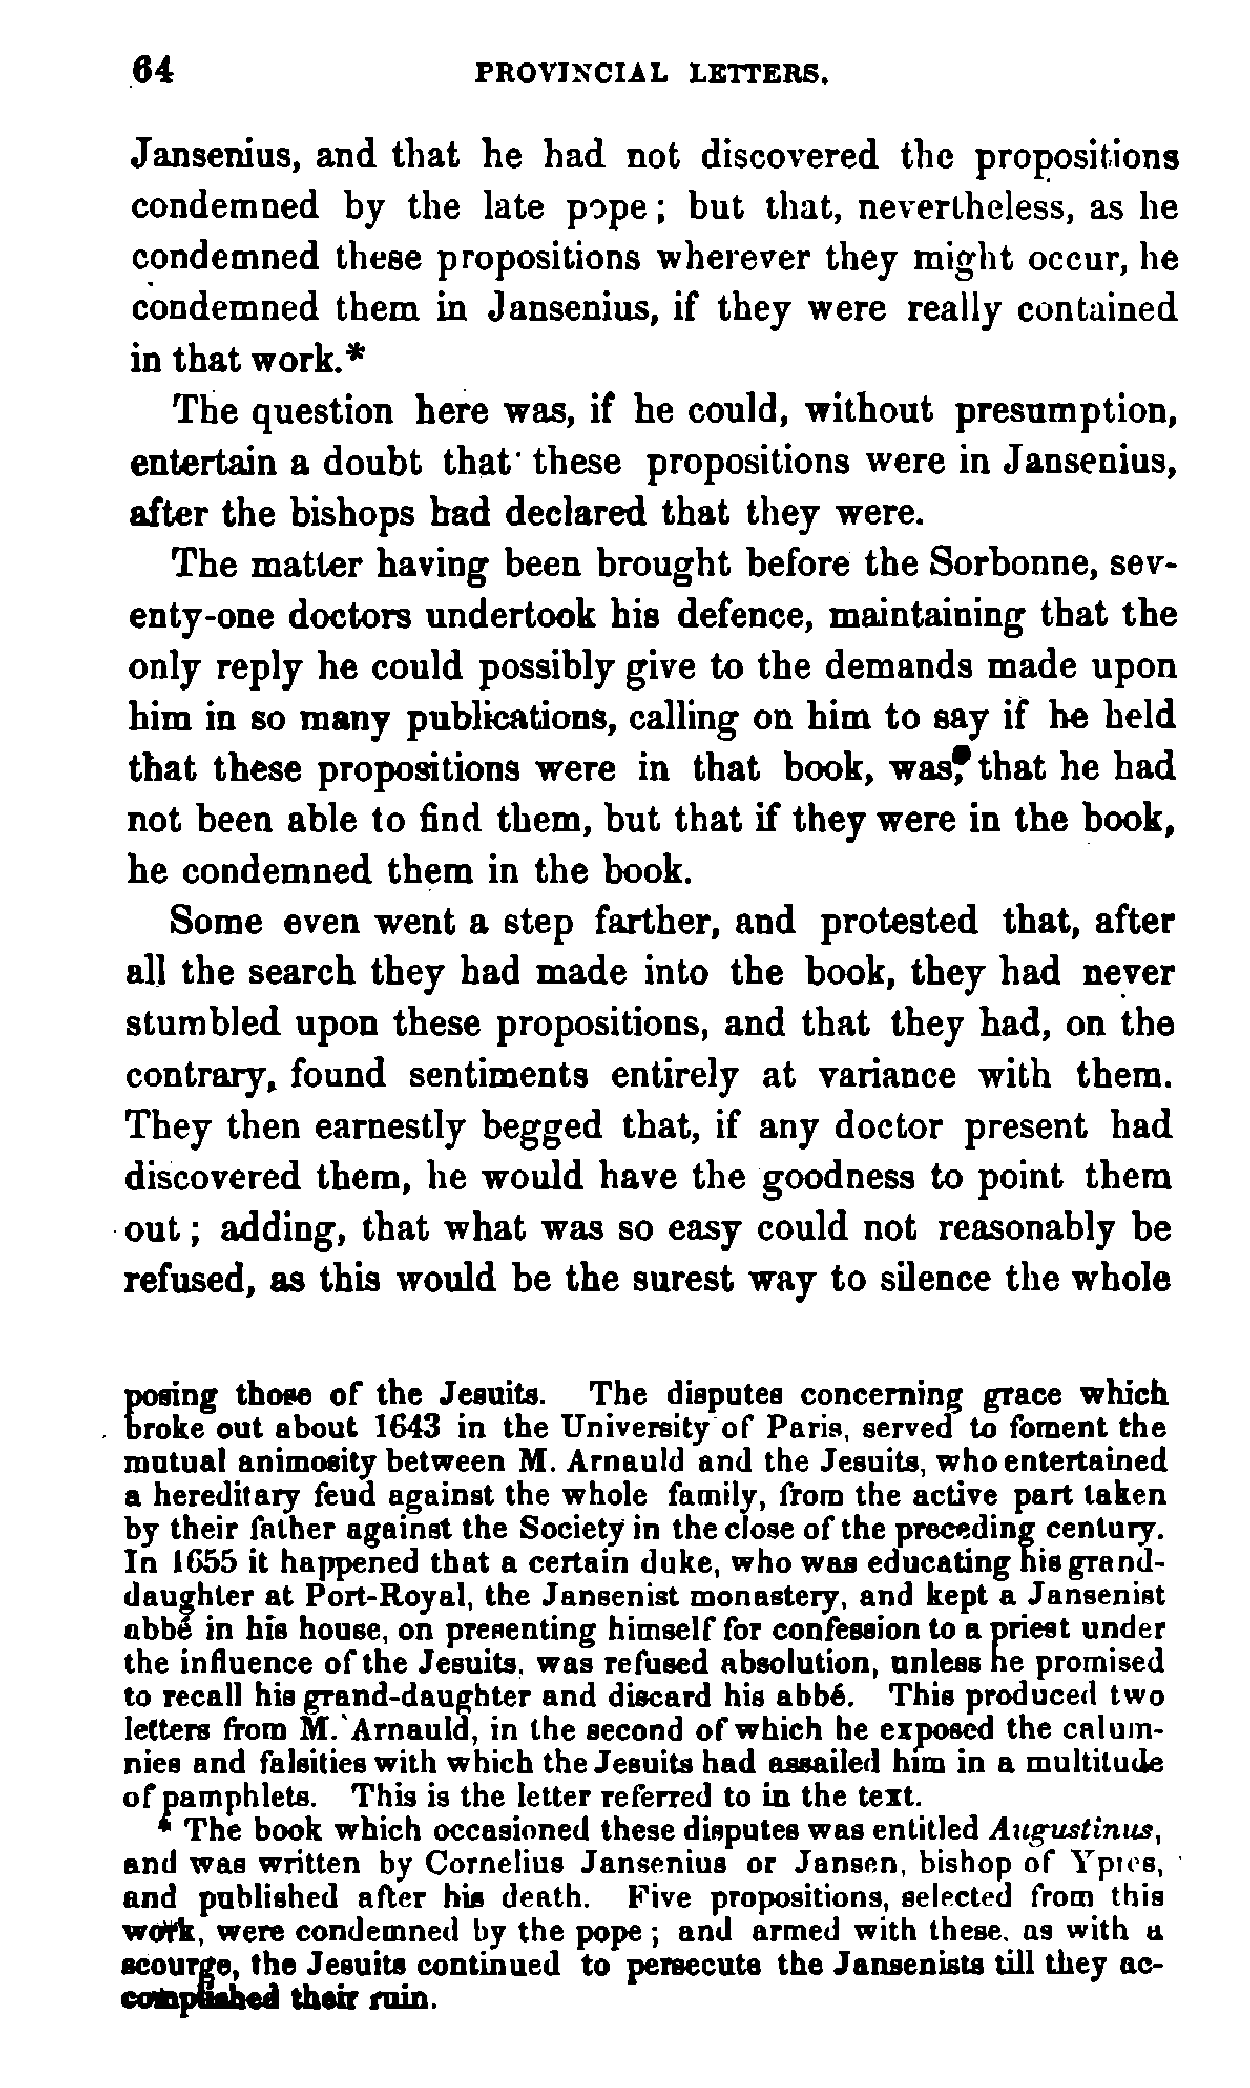 64 PROVINCIAL LETTERS.
Jansenius, and that he had not discovered the propositions
condemned by the late pope; but that, nevertheless, as he
condemned these propositions wherever they might occur, he
condemned them in Jansenius, if they were really contained
in that work.*
The question here was, if he could, without presumption,
entertain a doubt that these propositions were in Jansenius,
after the bishops had declared that they were.
The matter having been brought before the Sorbonne, sev-
enty-one doctors undertook his defence, maintaining that the
only reply he could possibly give to the demands made upon
him in so many publications, calling on him to say if he held
that these propositions were in that book, was, that he had
not been able to find them, but that if they were in the book,
he condemned them in the book.
Some even went a step farther, and protested that, after
all the search they had made into the book, they had never
stumbled upon these propositions, and that they had, on the
contrary, found sentiments entirely at variance with them.
They then earnestly begged that, if any doctor present had
discovered them, he would have the goodness to point them
out; adding, that what was so easy could not reasonably be
refused, as this would be the surest way to silence the whole
posing those of the Jesuits. The disputes concerning grace which
broke out about 1643 in the University of Paris, served to foment the
mutual animosity between M. Arnauld and the Jesuits, who entertained
a hereditary feud against the whole family, from the active part taken
by their father against the Society in the close of the preceding century.
In 1655 it happened that a certain duke, who was educating his grand-
daughter at Port-Royal, the Jansenist monastery, and kept a Jansenist
abbé in his house, on presenting himself for confession to a priest under
the influence of the Jesuits, was refused absolution, unless he promised
to recall his grand-daughter and discard his abbé. This produced two
letters from M. Arnauld, in the second of which he exposed the calum-
nies and falsities with which the Jesuits had assailed him in a multitude
of pamphlets. This is the letter referred to in the text.
* The book which occasioned these disputes was entitled Augustinus,
and was written by Cornelius Jansenius or Jansen, bishop of Ypres,
and published after his death. Five propositions, selected from this
work, were condemned by the pope; and armed with these, as with a
scourge, the Jesuits continued to persecute the Jansenists till they ac-
complished their ruin.